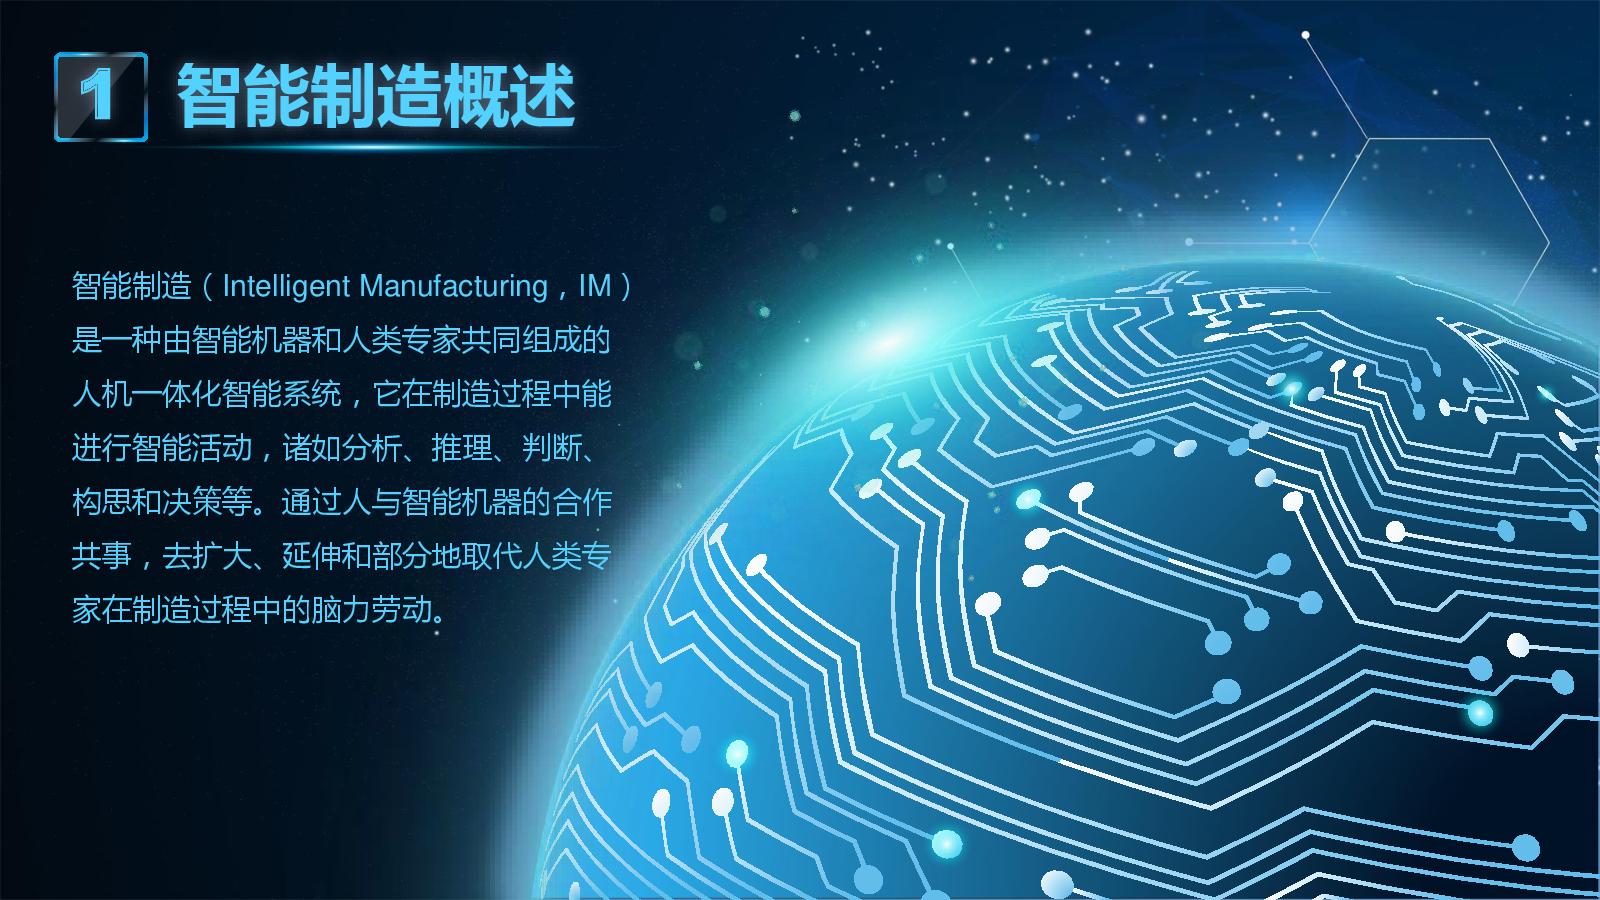 1 智能制造概述
智能制造（Intelligent Manufacturing，IM）
是一种由智能机器和人类专家共同组成的
人机一体化智能系统，它在制造过程中能
进行智能活动，诸如分析、推理、判断、
构思和决策等。通过人与智能机器的合作
共事，去扩大、延伸和部分地取代人类专
家在制造过程中的脑力劳动。